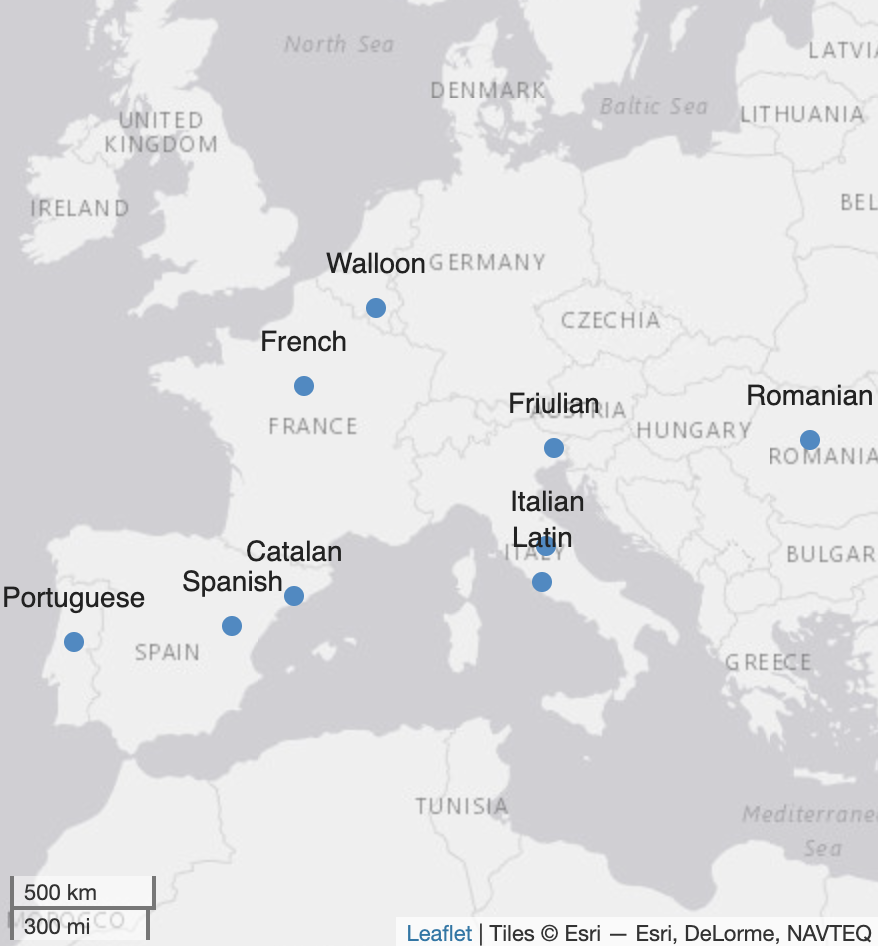 North Sea
LATVIA
DENMARK
Baltic Sea
LITHUANIA
UNITED
KINGDOM
BEL
IRELAND
Walloon
GERMANY
CZECHIA
French
Friulian
AUSTRIA
Romanian
FRANCE
HUNGARY
ROMANIA
Italian
Latin
ITALY
Catalan
BULGAR
Spanish
Portuguese
SPAIN
GREECE
TUNISIA
Mediterrane
Sea
500 km
MOROCCO
300 mi
Leaflet | Tiles © Esri — Esri, DeLorme, NAVTEQ